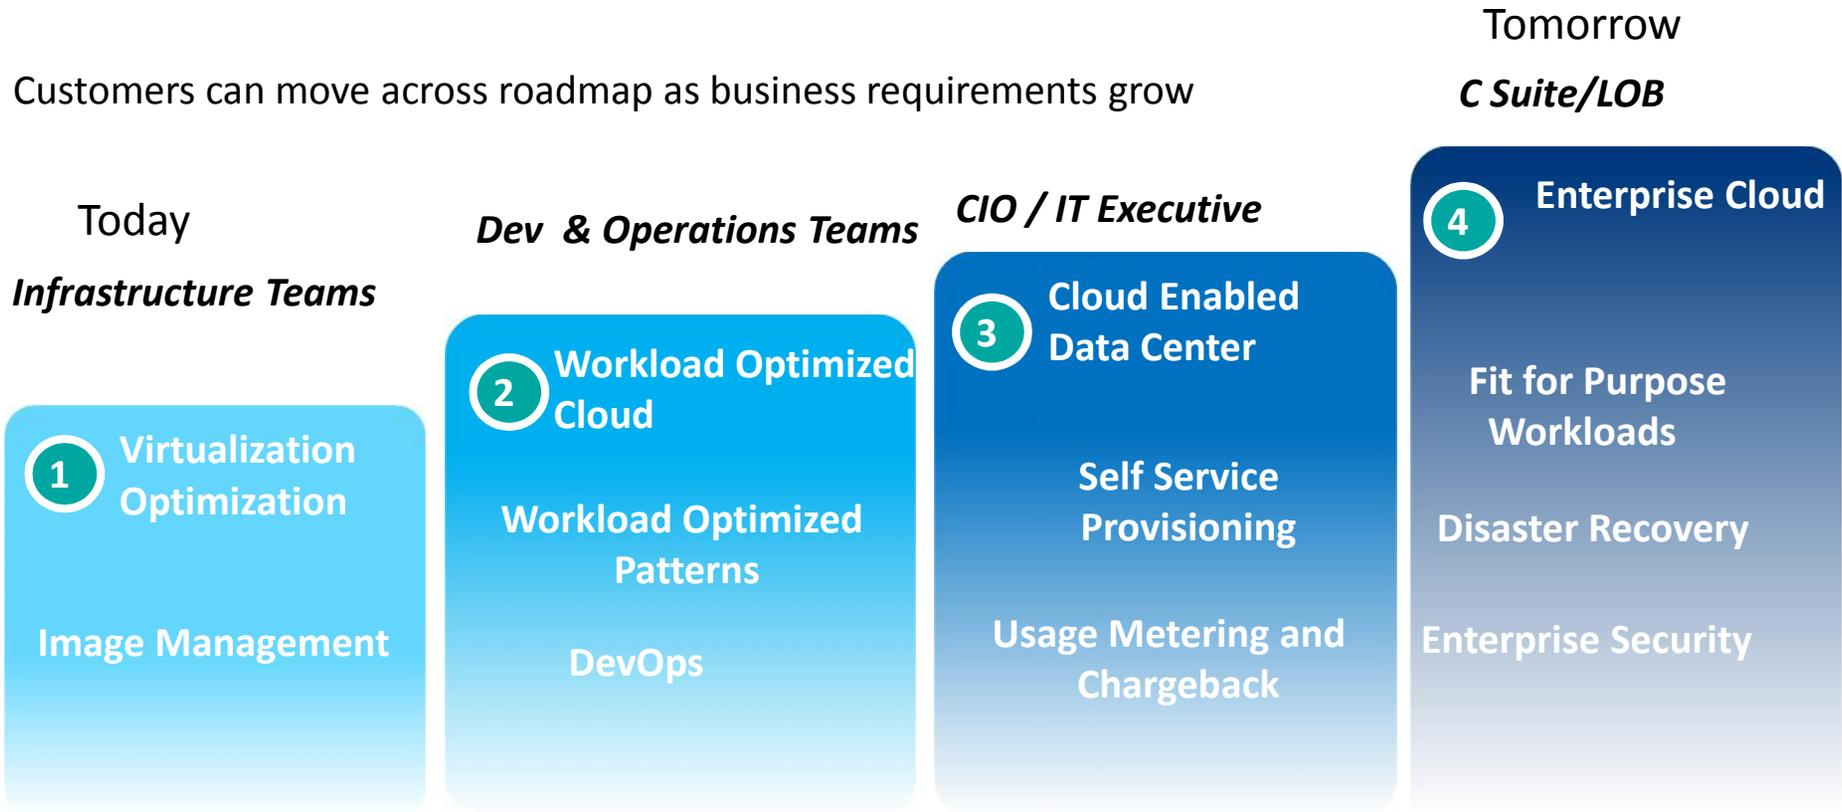 Customers can move across roadmap as business requirements grow
Today
Infrastructure Teams
1
Virtualization
Optimization
Image Management
Dev & Operations Teams
2
Workload Optimized
Cloud
Workload Optimized
Patterns
DevOps
CIO / IT Executive
3
Cloud Enabled
Data Center
Self Service
Provisioning
Usage Metering and
Chargeback
Tomorrow
C Suite/LOB
4
Enterprise Cloud
Fit for Purpose
Workloads
Disaster Recovery
Enterprise Security